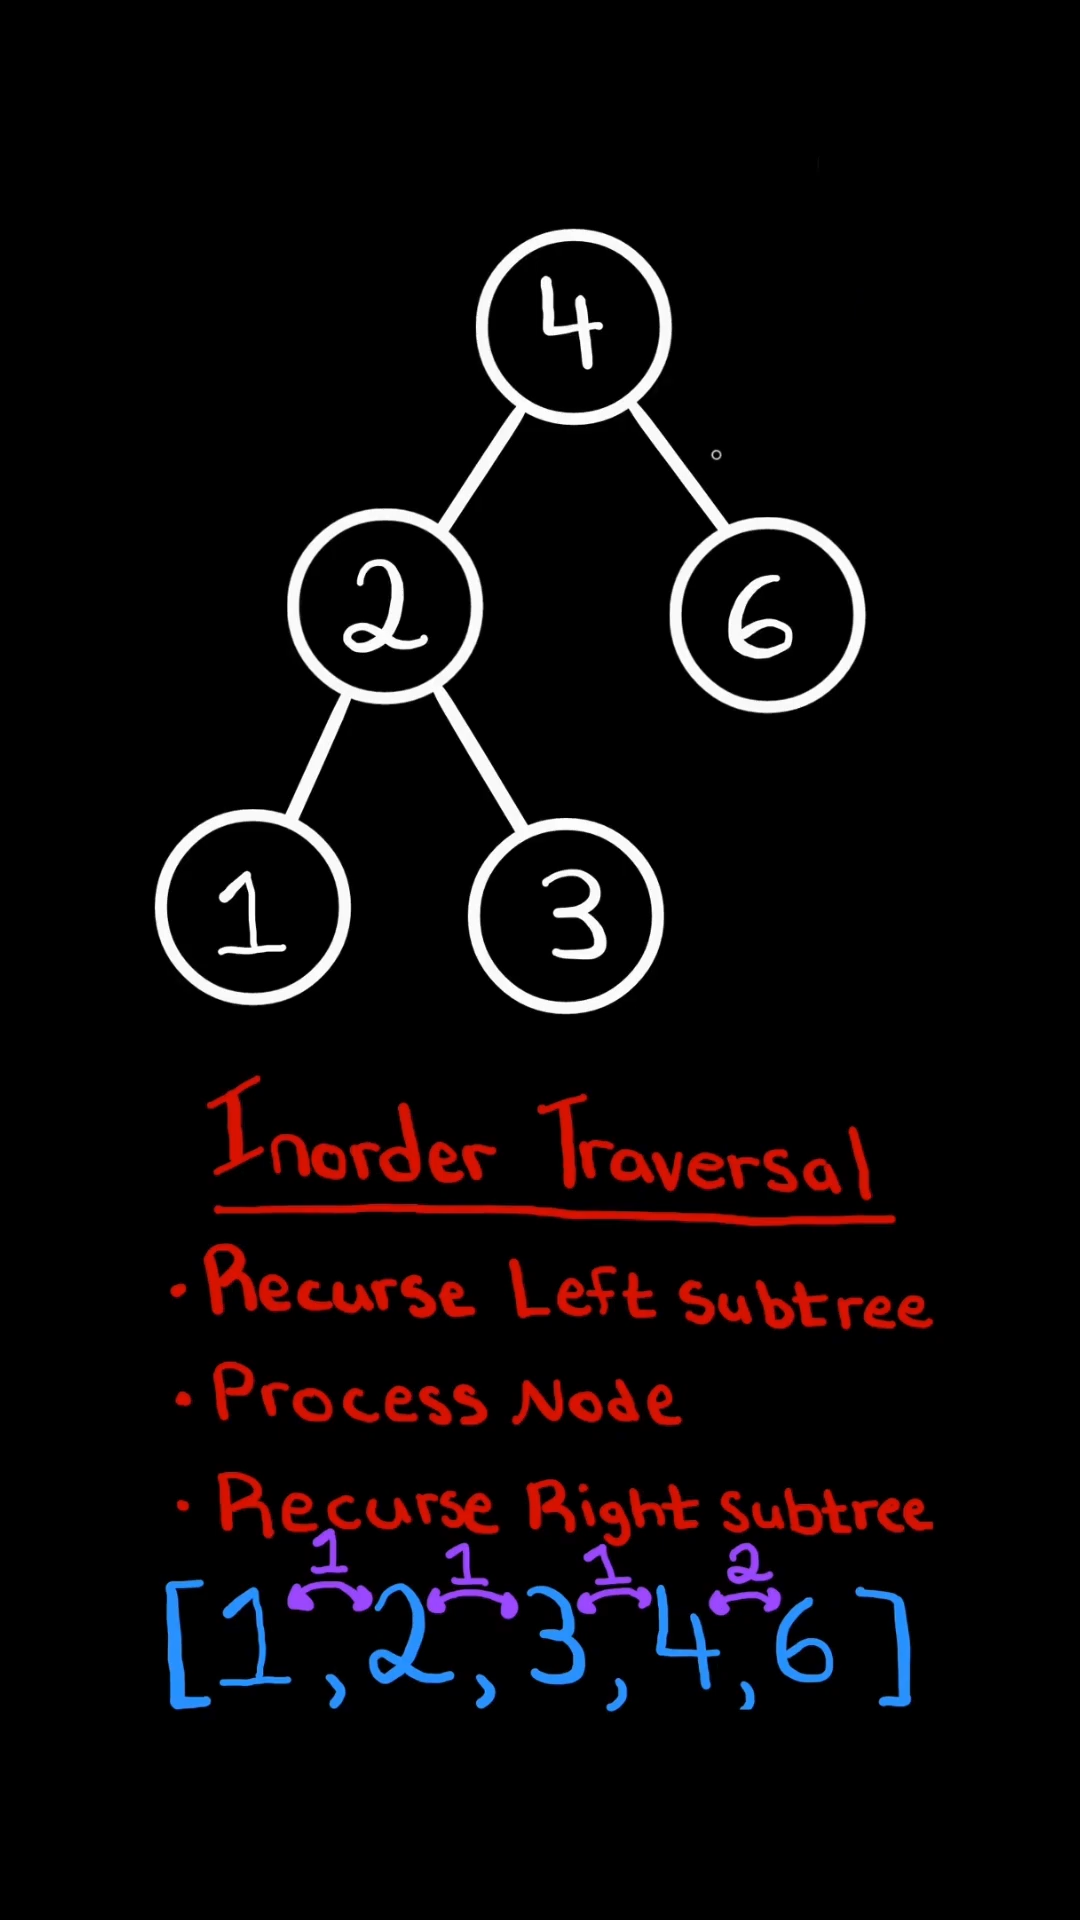 4
2 6
1 3
Inorder Traversal
• Recurse Left Subtree
• Process Node
• Recurse Right Subtree
1 1 1 2
[1,2,3,4,6]